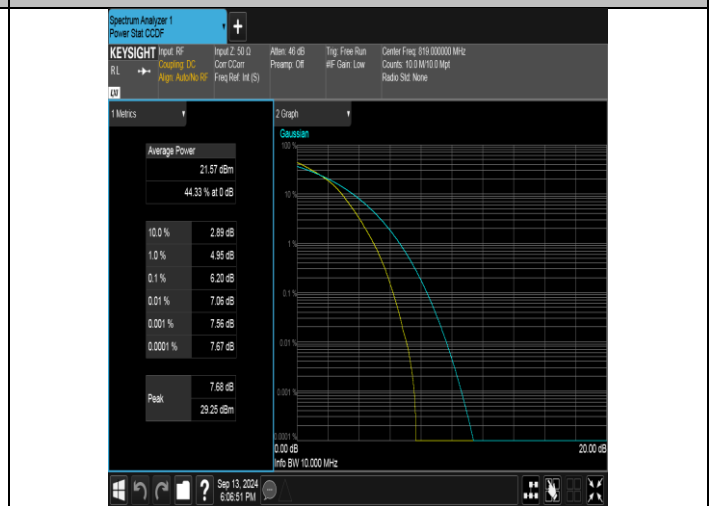 Spectrum Analyzer 1
Power Stat CCDF
+
KEYSIGHT
RL
LXI
Input: RF
Coupling: DC
Align: Auto/No RF
Input Z: 50 Ω
Corr CCorr
Freq Ref: Int (S)
Atten: 46 dB
Preamp: Off
Trig: Free Run
#IF Gain: Low
Center Freq: 819.000000 MHz
Counts: 10.0 M/10.0 Mpt
Radio Std: None
1 Metrics
Average Power
21.57 dBm
44.33 % at 0 dB
10.0 % 2.89 dB
1.0 % 4.95 dB
0.1 % 6.20 dB
0.01 % 7.06 dB
0.001 % 7.56 dB
0.0001 % 7.67 dB
Peak
7.68 dB
29.25 dBm
2 Graph
Gaussian
100 %
10 %
1 %
0.1 %
0.01 %
0.001 %
0.0001 %
0.00 dB 20.00 dB
Info BW 10.000 MHz
?
Sep 13, 2024
6:06:51 PM